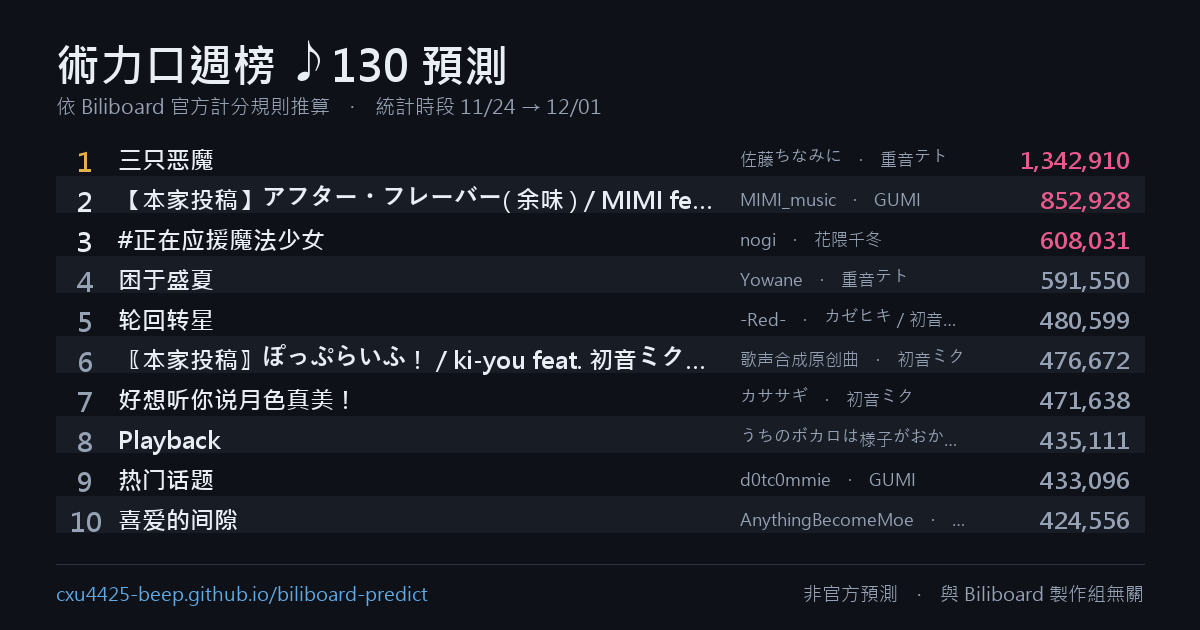 術力口週榜 ♪130 預測
依 Biliboard 官方計分規則推算 · 統計時段 11/24 → 12/01
1 三只恶魔 佐藤ちなみに · 重音テト 1,342,910
2 【本家投稿】アフター・フレーバー(余味) / MIMI fe... MIMI_music · GUMI 852,928
3 #正在应援魔法少女 nogi · 花隈千冬 608,031
4 困于盛夏 Yowane · 重音テト 591,550
5 轮回转星 -Red- · カゼヒキ / 初音... 480,599
6 〖本家投稿〗ぽっぷらいふ！ / ki-you feat. 初音ミク... 歌声合成原创曲 · 初音ミク 476,672
7 好想听你说月色真美！ カササギ · 初音ミク 471,638
8 Playback うちのボカロは様子がおか... 435,111
9 热门话题 d0tc0mmie · GUMI 433,096
10 喜爱的间隙 AnythingBecomeMoe · ... 424,556
cxu4425-beep.github.io/biliboard-predict 非官方預測 · 與 Biliboard 製作組無關